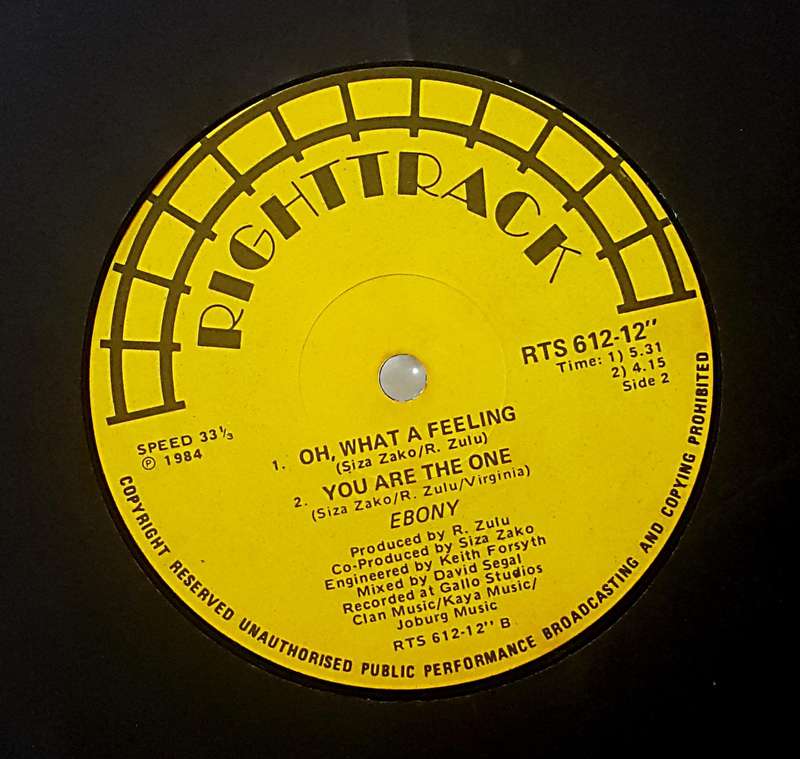 RIGHTTRACK
RTS 612-12"
Time: 1) 5.31
2) 4.15
Side 2
SPEED 33⅓
℗ 1984
1. OH, WHAT A FEELING
(Siza Zako/R. Zulu)
2. YOU ARE THE ONE
(Siza Zako/R. Zulu/Virginia)
EBONY
Produced by R. Zulu
Co-Produced by Siza Zako
Engineered by Keith Forsyth
Mixed by David Segal
Recorded at Gallo Studios
Clan Music/Kaya Music/
Joburg Music
RTS 612-12" B
COPYRIGHT RESERVED UNAUTHORISED PUBLIC PERFORMANCE BROADCASTING AND COPYING PROHIBITED